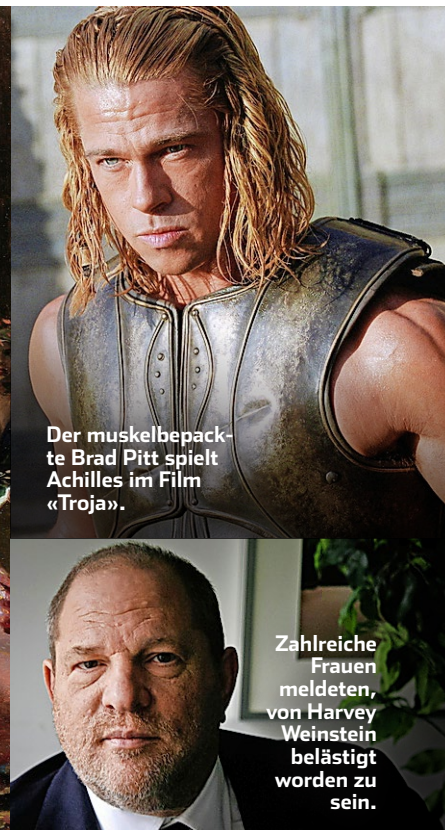 Der muskelbepack-
te Brad Pitt spielt
Achilles im Film
«Troja».
Zahlreiche
Frauen
meldeten,
von Harvey
Weinstein
belästigt
worden zu
sein.